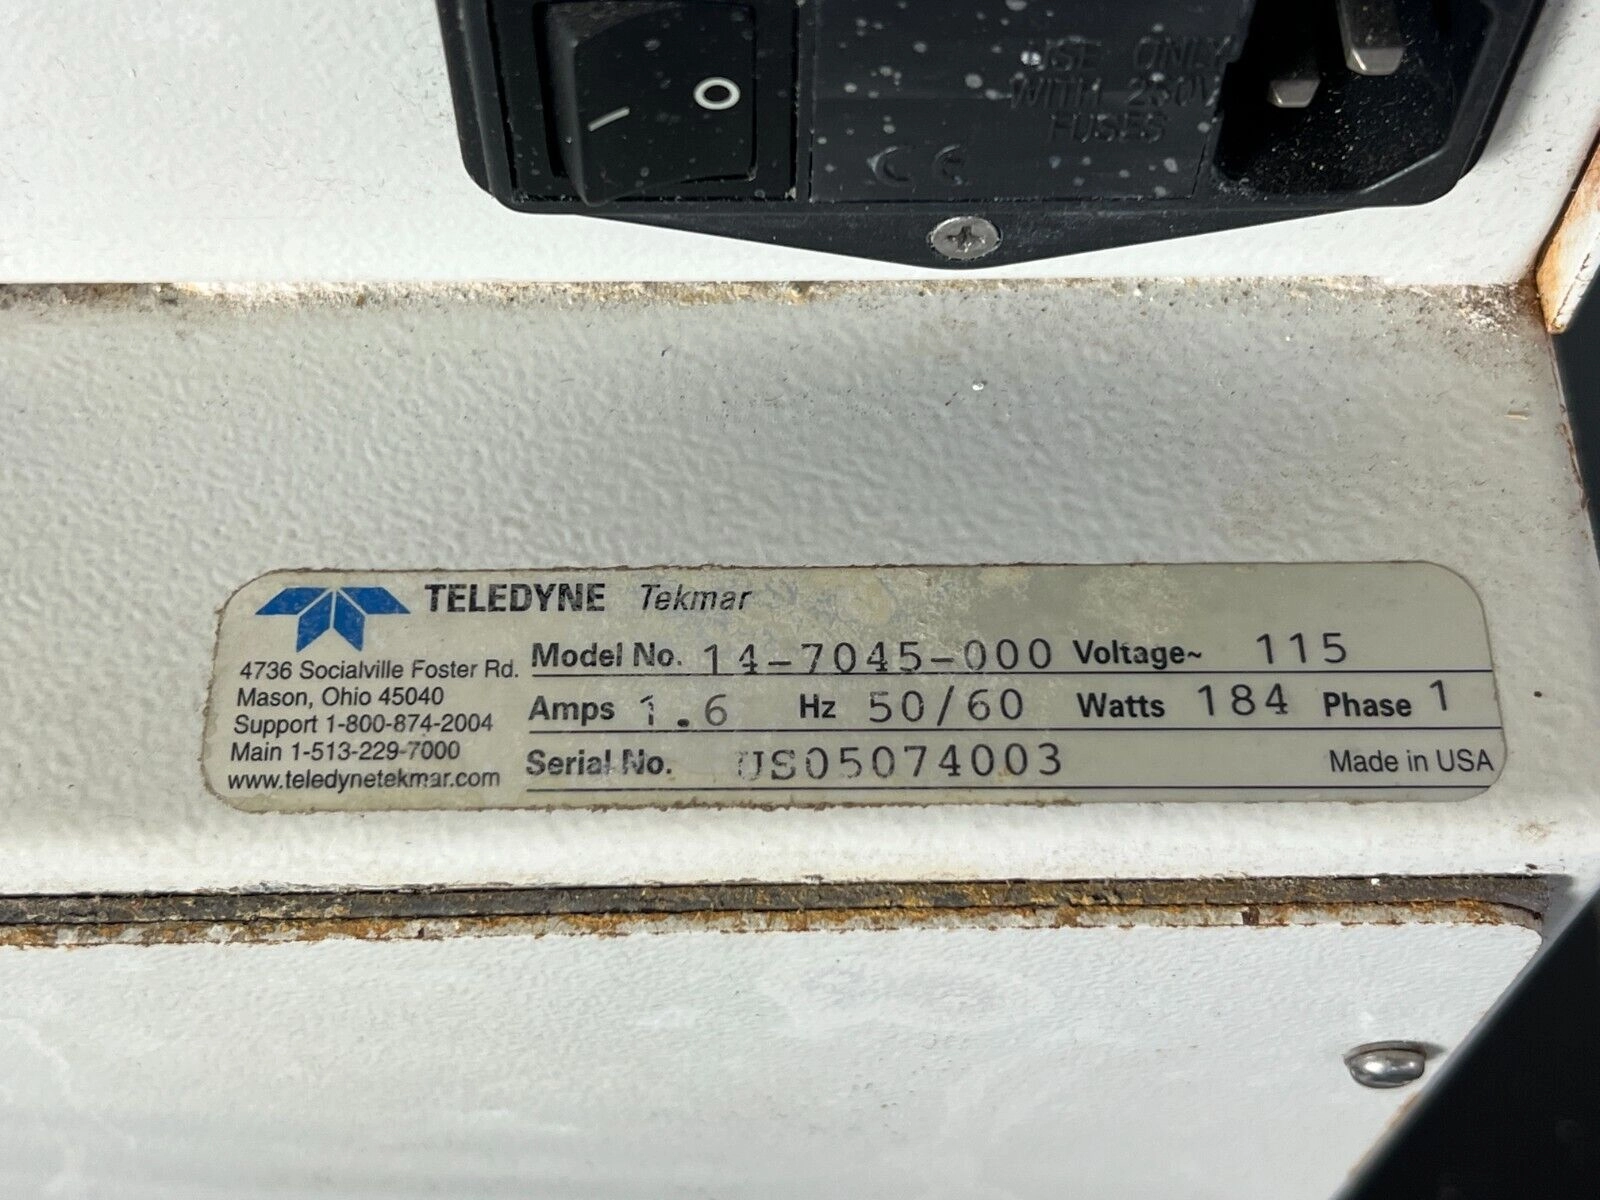 USE ONLY
WITH 250V
FUSES
CE
TELEDYNE Tekmar
4736 Socialville Foster Rd.
Mason, Ohio 45040
Support 1-800-874-2004
Main 1-513-229-7000
www.teledynetekmar.com
Model No. 14-7045-000 Voltage~ 115
Amps 1.6 Hz 50/60 Watts 184 Phase 1
Serial No. US05074003 Made in USA